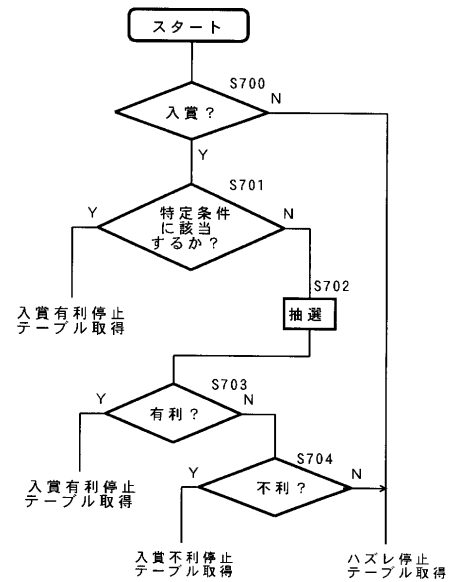 スタート
S700
入賞？
N
Y
S701
特定条件
に該当
するか？
Y
N
入賞有利停止
テーブル取得
S702
抽選
S703
有利？
Y
N
入賞有利停止
テーブル取得
S704
不利？
Y
N
入賞不利停止
テーブル取得
ハズレ停止
テーブル取得